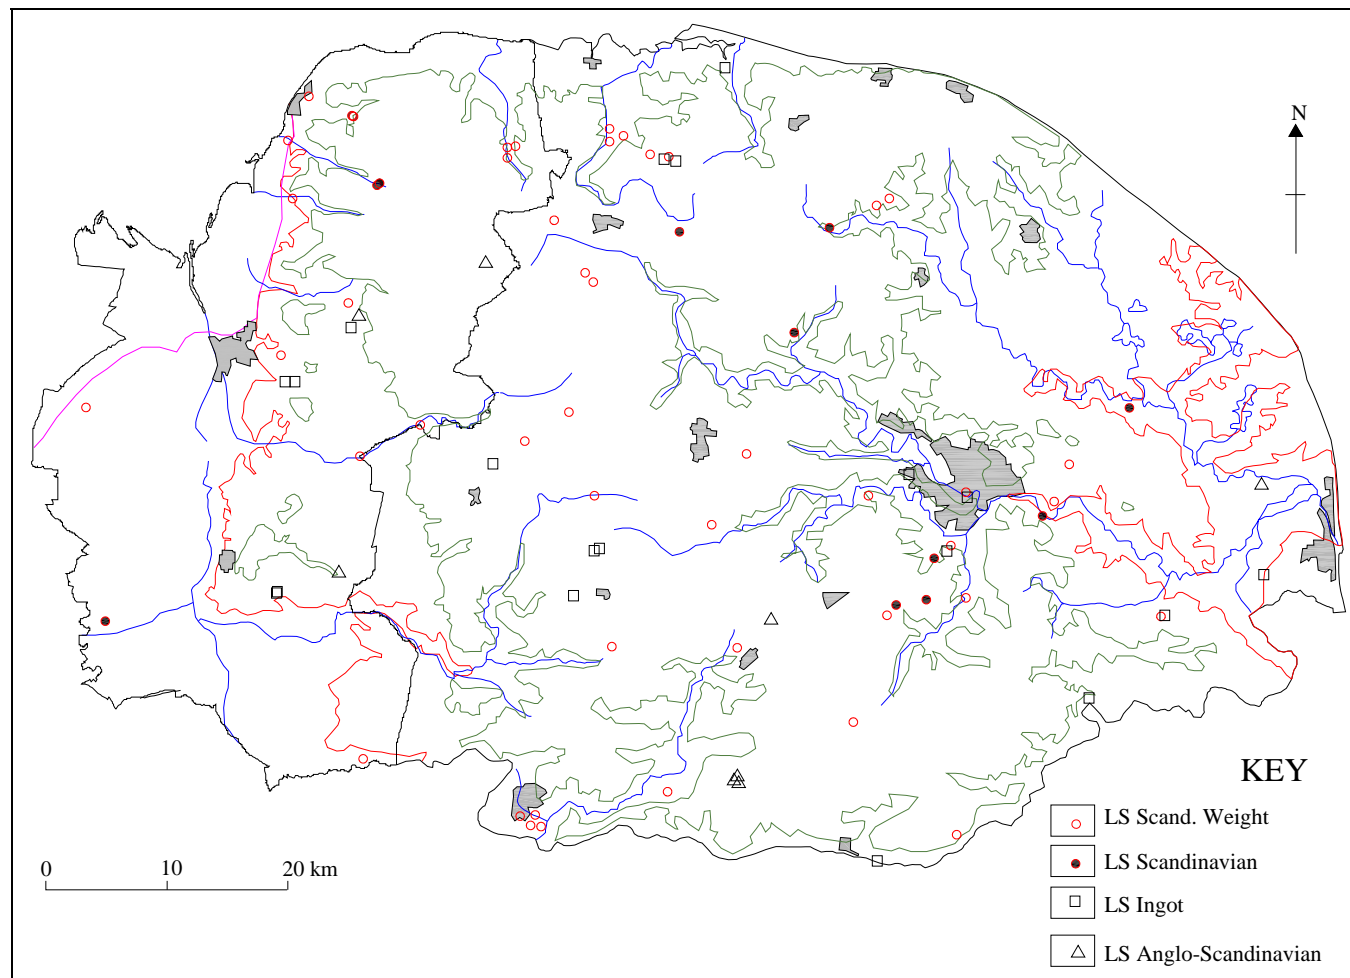 N
KEY
LS Scand. Weight
LS Scandinavian
LS Ingot
LS Anglo-Scandinavian
0 10 20 km